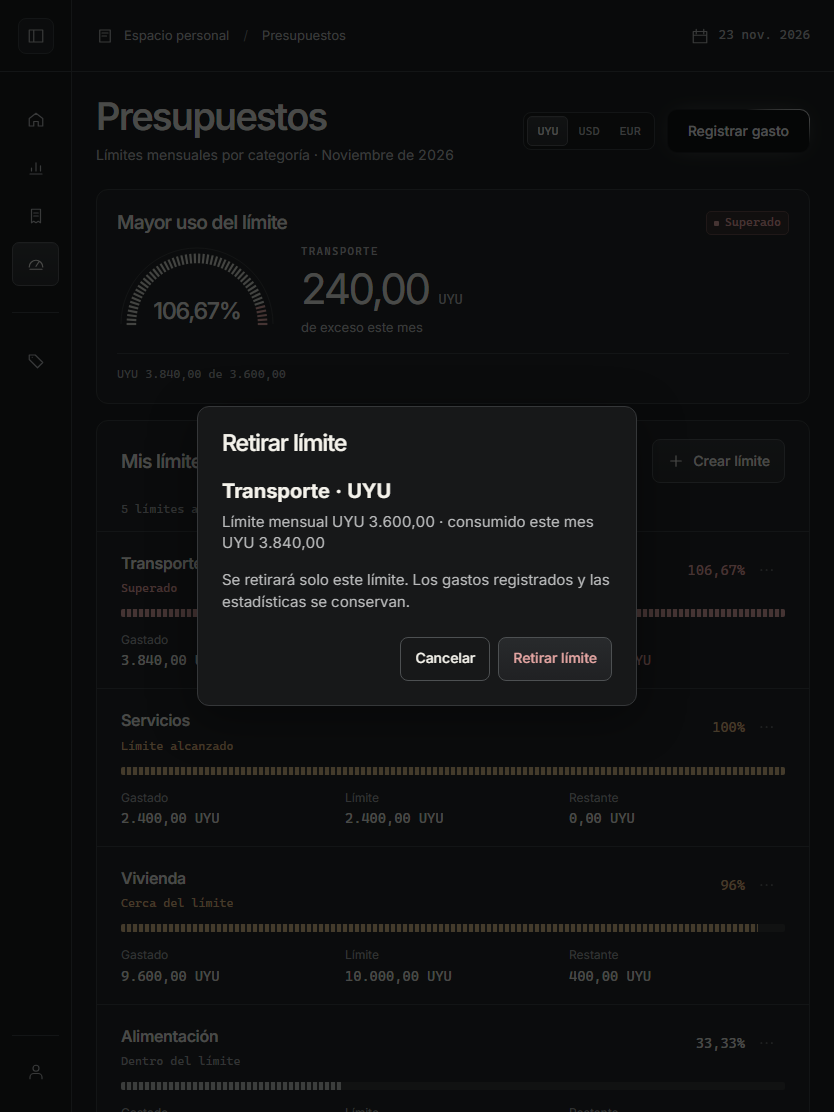 Espacio personal / Presupuestos
23 nov. 2026
Presupuestos
Límites mensuales por categoría · Noviembre de 2026
UYU USD EUR
Registrar gasto
Mayor uso del límite
Superado
106,67%
TRANSPORTE
240,00 UYU
de exceso este mes
UYU 3.840,00 de 3.600,00
Mis límite
Crear límite
5 límites a
Retirar límite
Transporte · UYU
Límite mensual UYU 3.600,00 · consumido este mes
UYU 3.840,00
Se retirará solo este límite. Los gastos registrados y las
estadísticas se conservan.
Cancelar
Retirar límite
Transporte
106,67% ...
Superado
Gastado
3.840,00
YU
Servicios
100% ...
Límite alcanzado
Gastado Límite Restante
2.400,00 UYU 2.400,00 UYU 0,00 UYU
Vivienda
96% ...
Cerca del límite
Gastado Límite Restante
9.600,00 UYU 10.000,00 UYU 400,00 UYU
Alimentación
33,33% ...
Dentro del límite